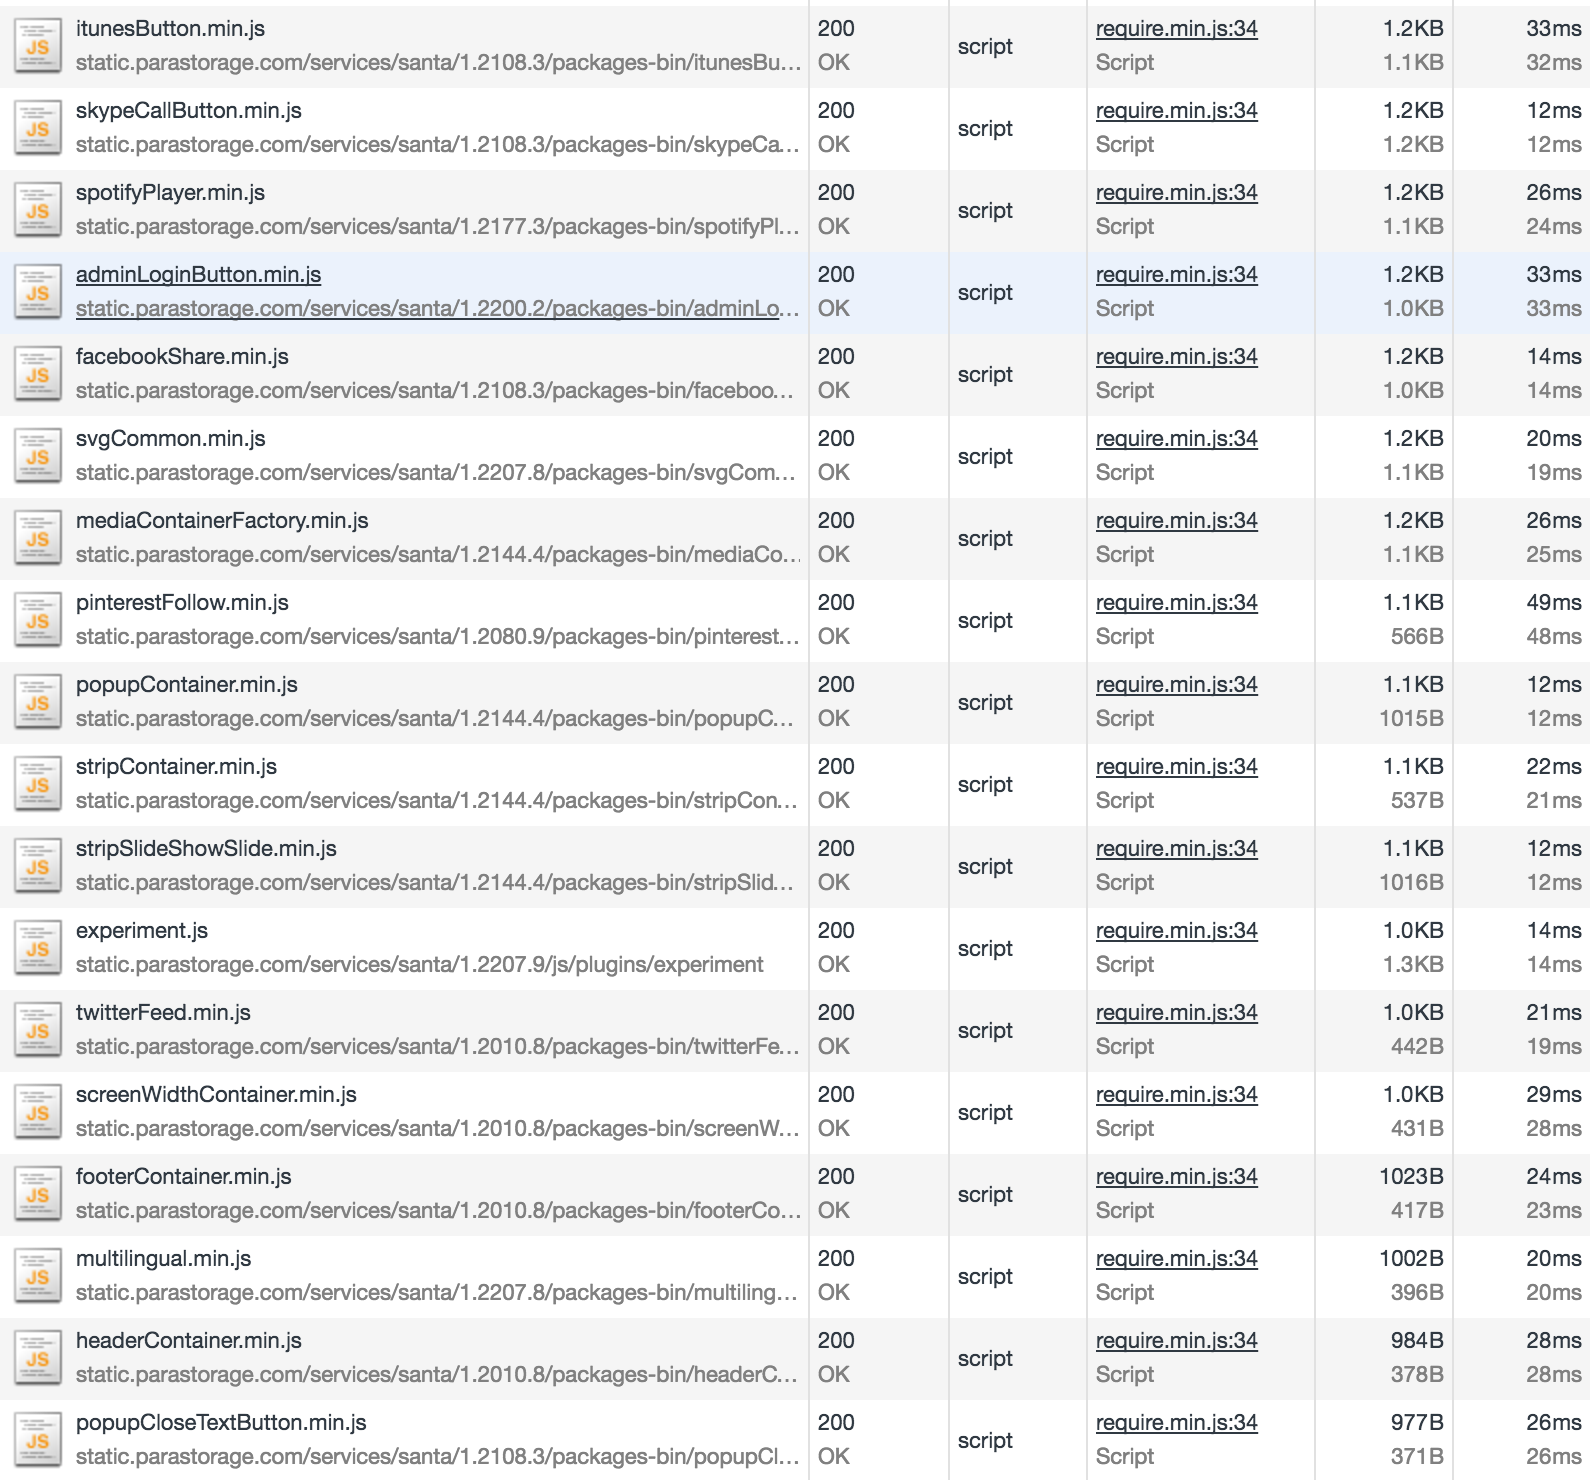 JS itunesButton.min.js 200 script require.min.js:34 1.2KB 33ms
static.parastorage.com/services/santa/1.2108.3/packages-bin/itunesBu... OK Script 1.1KB 32ms
JS skypeCallButton.min.js 200 script require.min.js:34 1.2KB 12ms
static.parastorage.com/services/santa/1.2108.3/packages-bin/skypeCa... OK Script 1.2KB 12ms
JS spotifyPlayer.min.js 200 script require.min.js:34 1.2KB 26ms
static.parastorage.com/services/santa/1.2177.3/packages-bin/spotifyPl... OK Script 1.1KB 24ms
JS adminLoginButton.min.js 200 script require.min.js:34 1.2KB 33ms
static.parastorage.com/services/santa/1.2200.2/packages-bin/adminLo... OK Script 1.0KB 33ms
JS facebookShare.min.js 200 script require.min.js:34 1.2KB 14ms
static.parastorage.com/services/santa/1.2108.3/packages-bin/faceboo... OK Script 1.0KB 14ms
JS svgCommon.min.js 200 script require.min.js:34 1.2KB 20ms
static.parastorage.com/services/santa/1.2207.8/packages-bin/svgCom... OK Script 1.1KB 19ms
JS mediaContainerFactory.min.js 200 script require.min.js:34 1.2KB 26ms
static.parastorage.com/services/santa/1.2144.4/packages-bin/mediaCo... OK Script 1.1KB 25ms
JS pinterestFollow.min.js 200 script require.min.js:34 1.1KB 49ms
static.parastorage.com/services/santa/1.2080.9/packages-bin/pinterest... OK Script 566B 48ms
JS popupContainer.min.js 200 script require.min.js:34 1.1KB 12ms
static.parastorage.com/services/santa/1.2144.4/packages-bin/popupC... OK Script 1015B 12ms
JS stripContainer.min.js 200 script require.min.js:34 1.1KB 22ms
static.parastorage.com/services/santa/1.2144.4/packages-bin/stripCon... OK Script 537B 21ms
JS stripSlideShowSlide.min.js 200 script require.min.js:34 1.1KB 12ms
static.parastorage.com/services/santa/1.2144.4/packages-bin/stripSlid... OK Script 1016B 12ms
JS experiment.js 200 script require.min.js:34 1.0KB 14ms
static.parastorage.com/services/santa/1.2207.9/js/plugins/experiment OK Script 1.3KB 14ms
JS twitterFeed.min.js 200 script require.min.js:34 1.0KB 21ms
static.parastorage.com/services/santa/1.2010.8/packages-bin/twitterFe... OK Script 442B 19ms
JS screenWidthContainer.min.js 200 script require.min.js:34 1.0KB 29ms
static.parastorage.com/services/santa/1.2010.8/packages-bin/screenW... OK Script 431B 28ms
JS footerContainer.min.js 200 script require.min.js:34 1023B 24ms
static.parastorage.com/services/santa/1.2010.8/packages-bin/footerCo... OK Script 417B 23ms
JS multilingual.min.js 200 script require.min.js:34 1002B 20ms
static.parastorage.com/services/santa/1.2207.8/packages-bin/multiling... OK Script 396B 20ms
JS headerContainer.min.js 200 script require.min.js:34 984B 28ms
static.parastorage.com/services/santa/1.2010.8/packages-bin/headerC... OK Script 378B 28ms
JS popupCloseTextButton.min.js 200 script require.min.js:34 977B 26ms
static.parastorage.com/services/santa/1.2108.3/packages-bin/popupCl... OK Script 371B 26ms